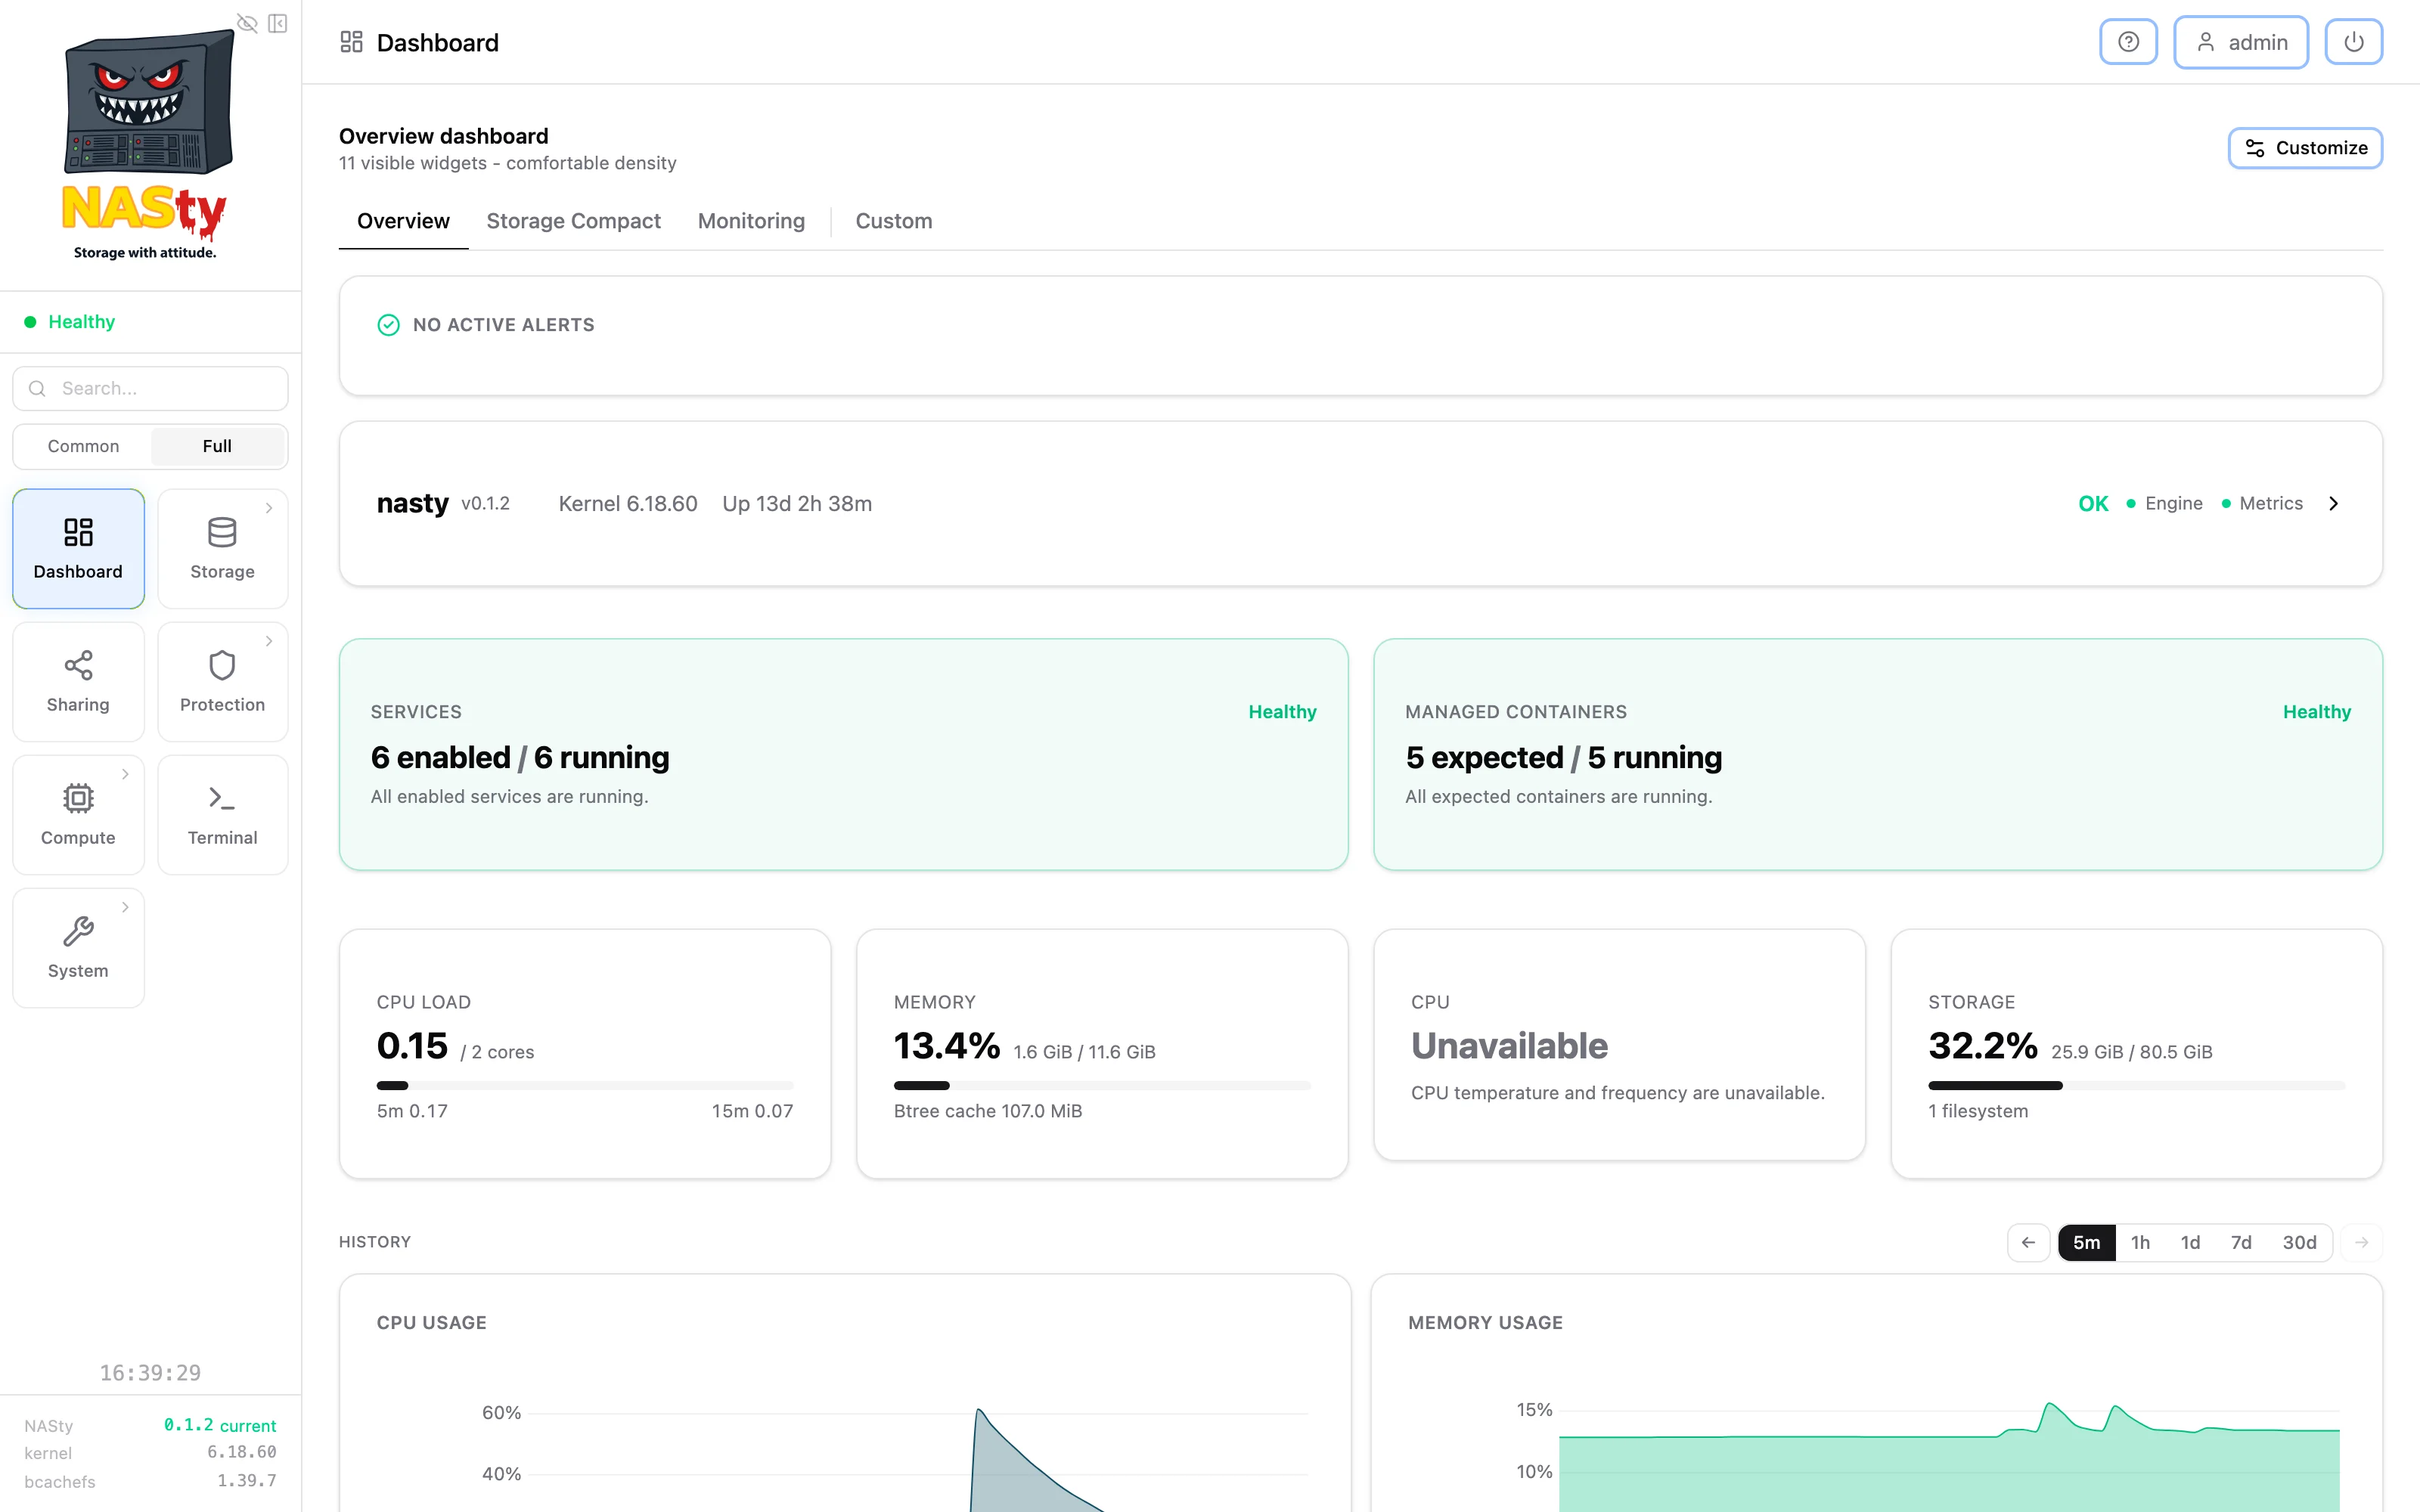 NASty
Storage with attitude.
Healthy
Search...
Common
Full
Dashboard
Storage
Sharing
Protection
Compute
Terminal
System
16:39:29
NASty 0.1.2 current
kernel 6.18.60
bcachefs 1.39.7
Dashboard
admin
Overview dashboard
11 visible widgets - comfortable density
Customize
Overview
Storage Compact
Monitoring
Custom
NO ACTIVE ALERTS
nasty v0.1.2 Kernel 6.18.60 Up 13d 2h 38m
OK Engine Metrics
SERVICES
Healthy
6 enabled / 6 running
All enabled services are running.
MANAGED CONTAINERS
Healthy
5 expected / 5 running
All expected containers are running.
CPU LOAD
0.15 / 2 cores
5m 0.17
15m 0.07
MEMORY
13.4% 1.6 GiB / 11.6 GiB
Btree cache 107.0 MiB
CPU
Unavailable
CPU temperature and frequency are unavailable.
STORAGE
32.2% 25.9 GiB / 80.5 GiB
1 filesystem
HISTORY
5m
1h
1d
7d
30d
CPU USAGE
60%
40%
MEMORY USAGE
15%
10%